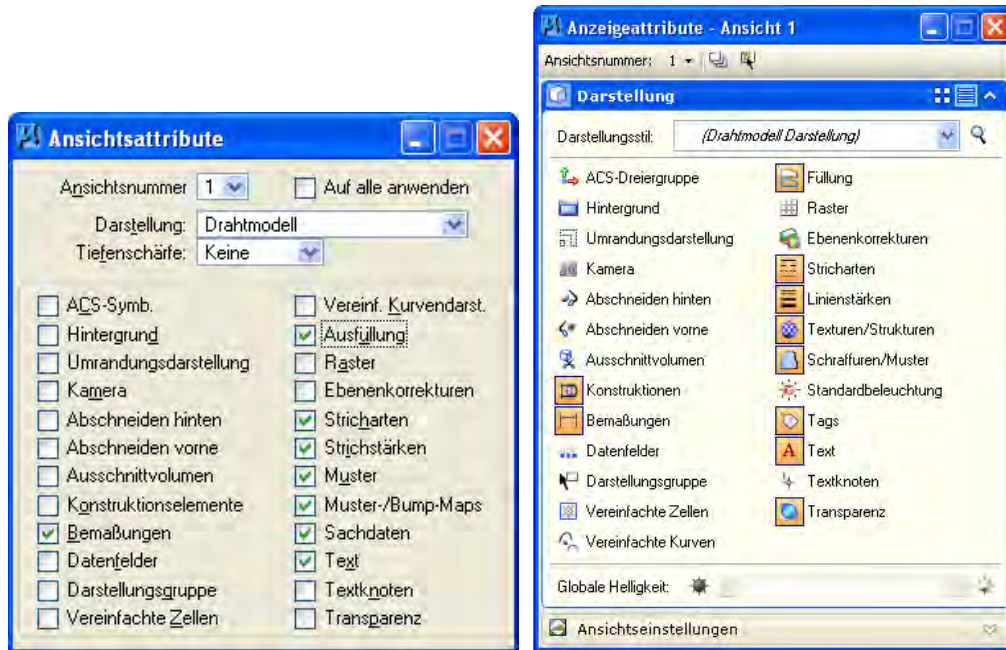 Ansichtsattribute
Ansichtsnummer 1 Auf alle anwenden
Darstellung: Drahtmodell
Tiefenschärfe: Keine
ACS-Symb. Vereinf. Kurvendarst.
Hintergrund Ausfüllung
Umrandungsdarstellung Raster
Kamera Ebenenkorrekturen
Abschneiden hinten Stricharten
Abschneiden vorne Strichstärken
Ausschnittvolumen Muster
Konstruktionselemente Muster-/Bump-Maps
Bemaßungen Sachdaten
Datenfelder Text
Darstellungsgruppe Textknoten
Vereinfachte Zellen Transparenz
Anzeigeattribute - Ansicht 1
Ansichtsnummer: 1
Darstellung
Darstellungsstil: (Drahtmodell Darstellung)
ACS-Dreiergruppe Füllung
Hintergrund Raster
Umrandungsdarstellung Ebenenkorrekturen
Kamera Stricharten
Abschneiden hinten Linienstärken
Abschneiden vorne Texturen/Strukturen
Ausschnittvolumen Schraffuren/Muster
Konstruktionen Standardbeleuchtung
Bemaßungen Tags
Datenfelder Text
Darstellungsgruppe Textknoten
Vereinfachte Zellen Transparenz
Vereinfachte Kurven
Globale Helligkeit:
Ansichtseinstellungen